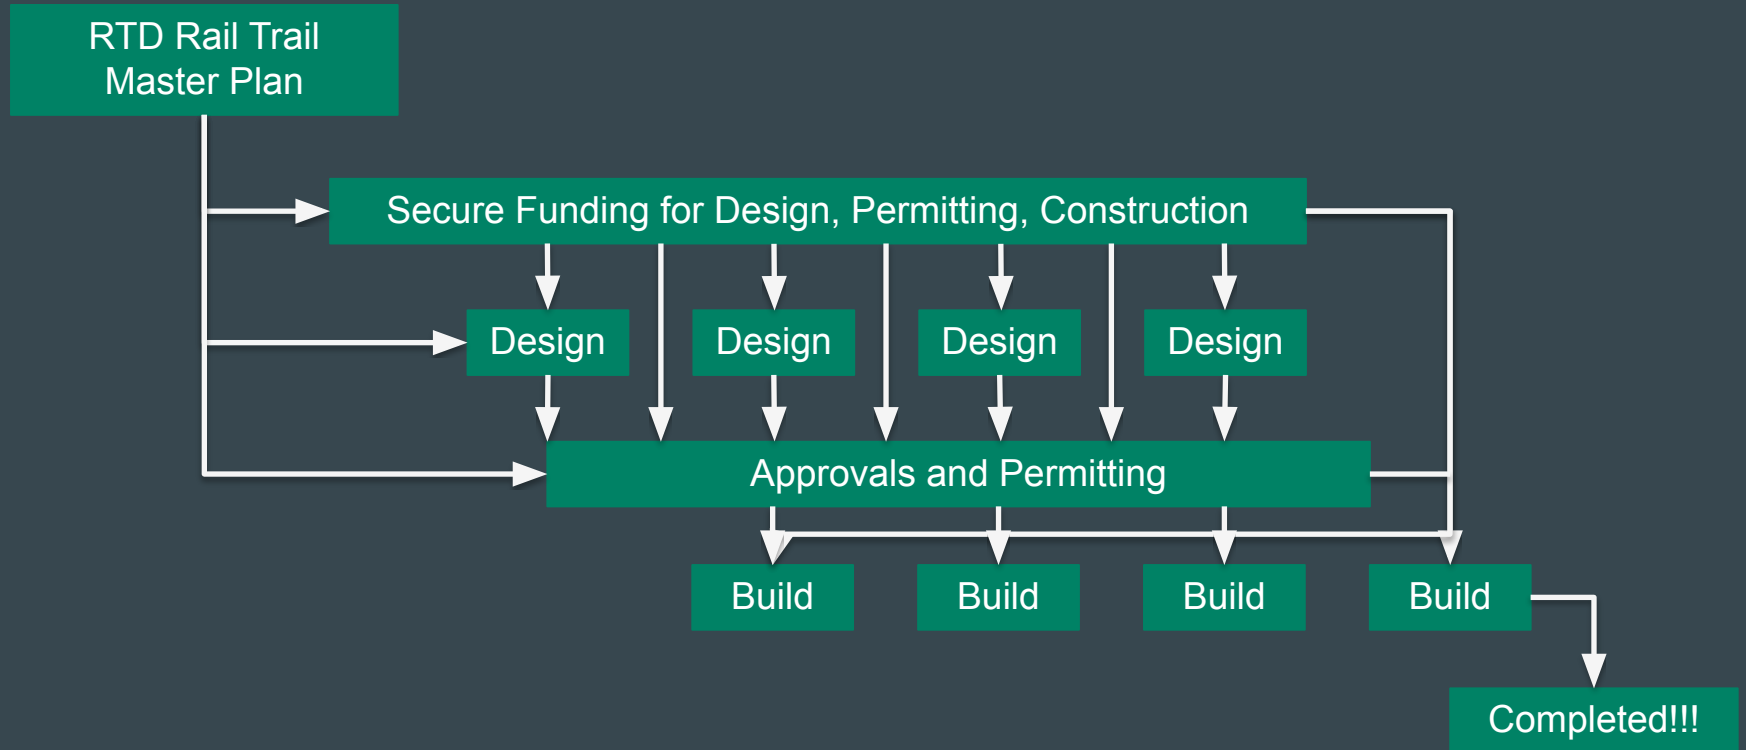 RTD Rail Trail
Master Plan
Secure Funding for Design, Permitting, Construction
Design
Design
Design
Design
Approvals and Permitting
Build
Build
Build
Build
Completed!!!